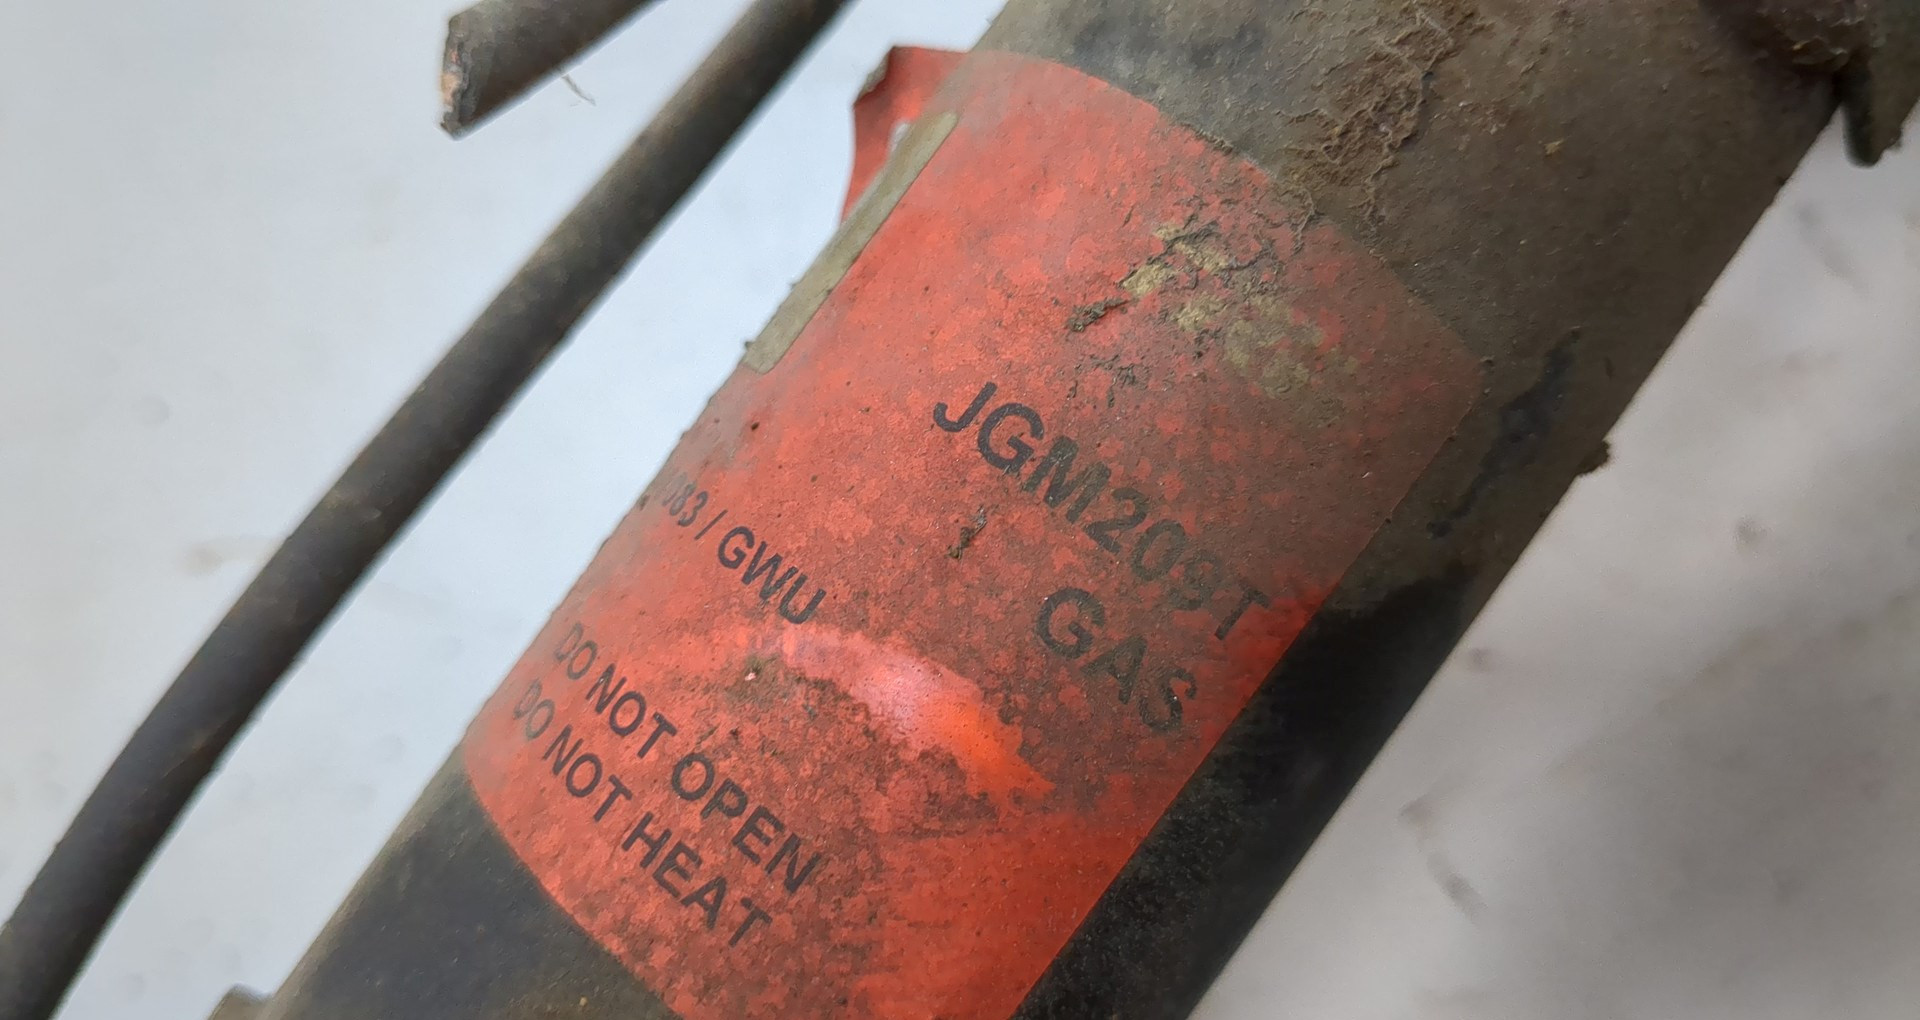 JGM209T
GAS
083 / GWU
DO NOT OPEN
DO NOT HEAT